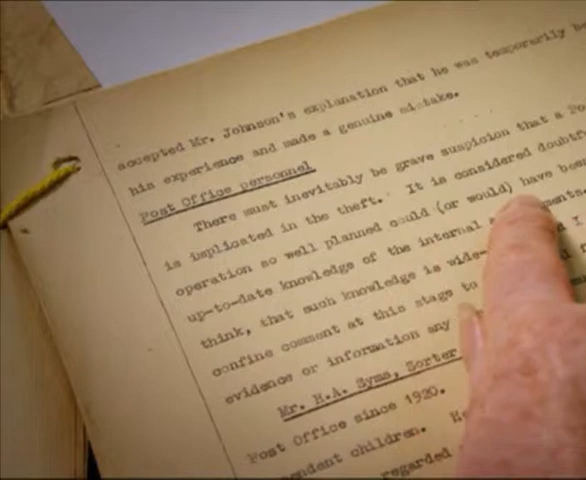 accepted Mr. Johnson's explanation that he was temporarily
his experience and made a genuine mistake.
Post Office personnel
There must inevitably be grave suspicion that a
is implicated in the theft. It is considered
operation so well planned could (or would) have
up-to-date knowledge of the internal
think, that such knowledge is
confine comment at this stage to
evidence or information any
Mr. H.A. Syms, Sorter
Post Office since 1920.
children.
regarded